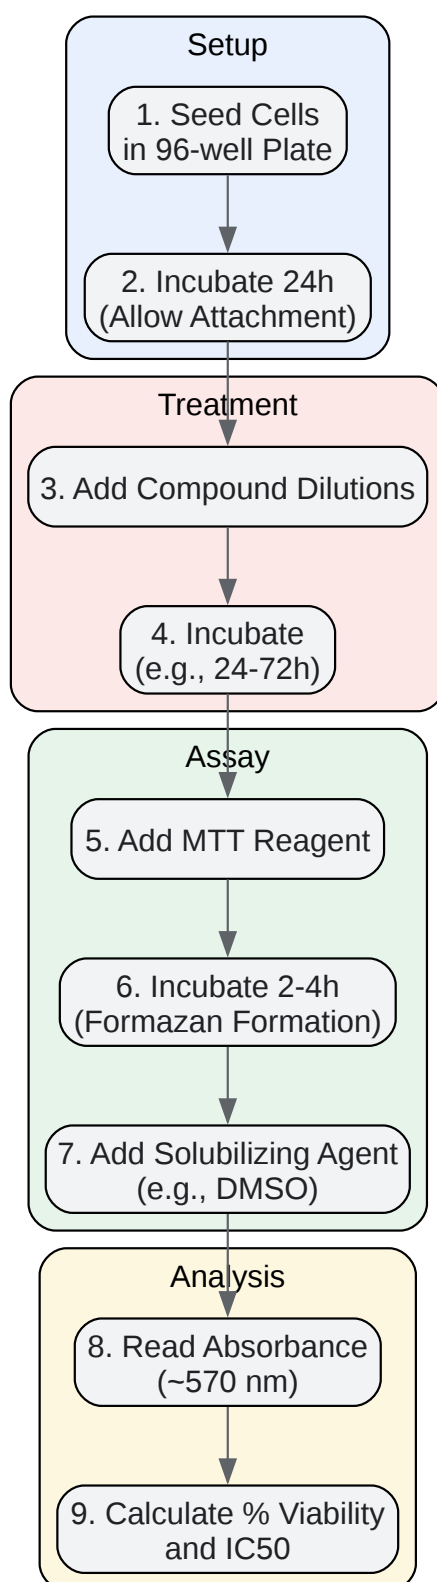 Setup
1. Seed Cells
in 96-well Plate
2. Incubate 24h
(Allow Attachment)
Treatment
3. Add Compound Dilutions
4. Incubate
(e.g., 24-72h)
Assay
5. Add MTT Reagent
6. Incubate 2-4h
(Formazan Formation)
7. Add Solubilizing Agent
(e.g., DMSO)
Analysis
8. Read Absorbance
(~570 nm)
9. Calculate % Viability
and IC50